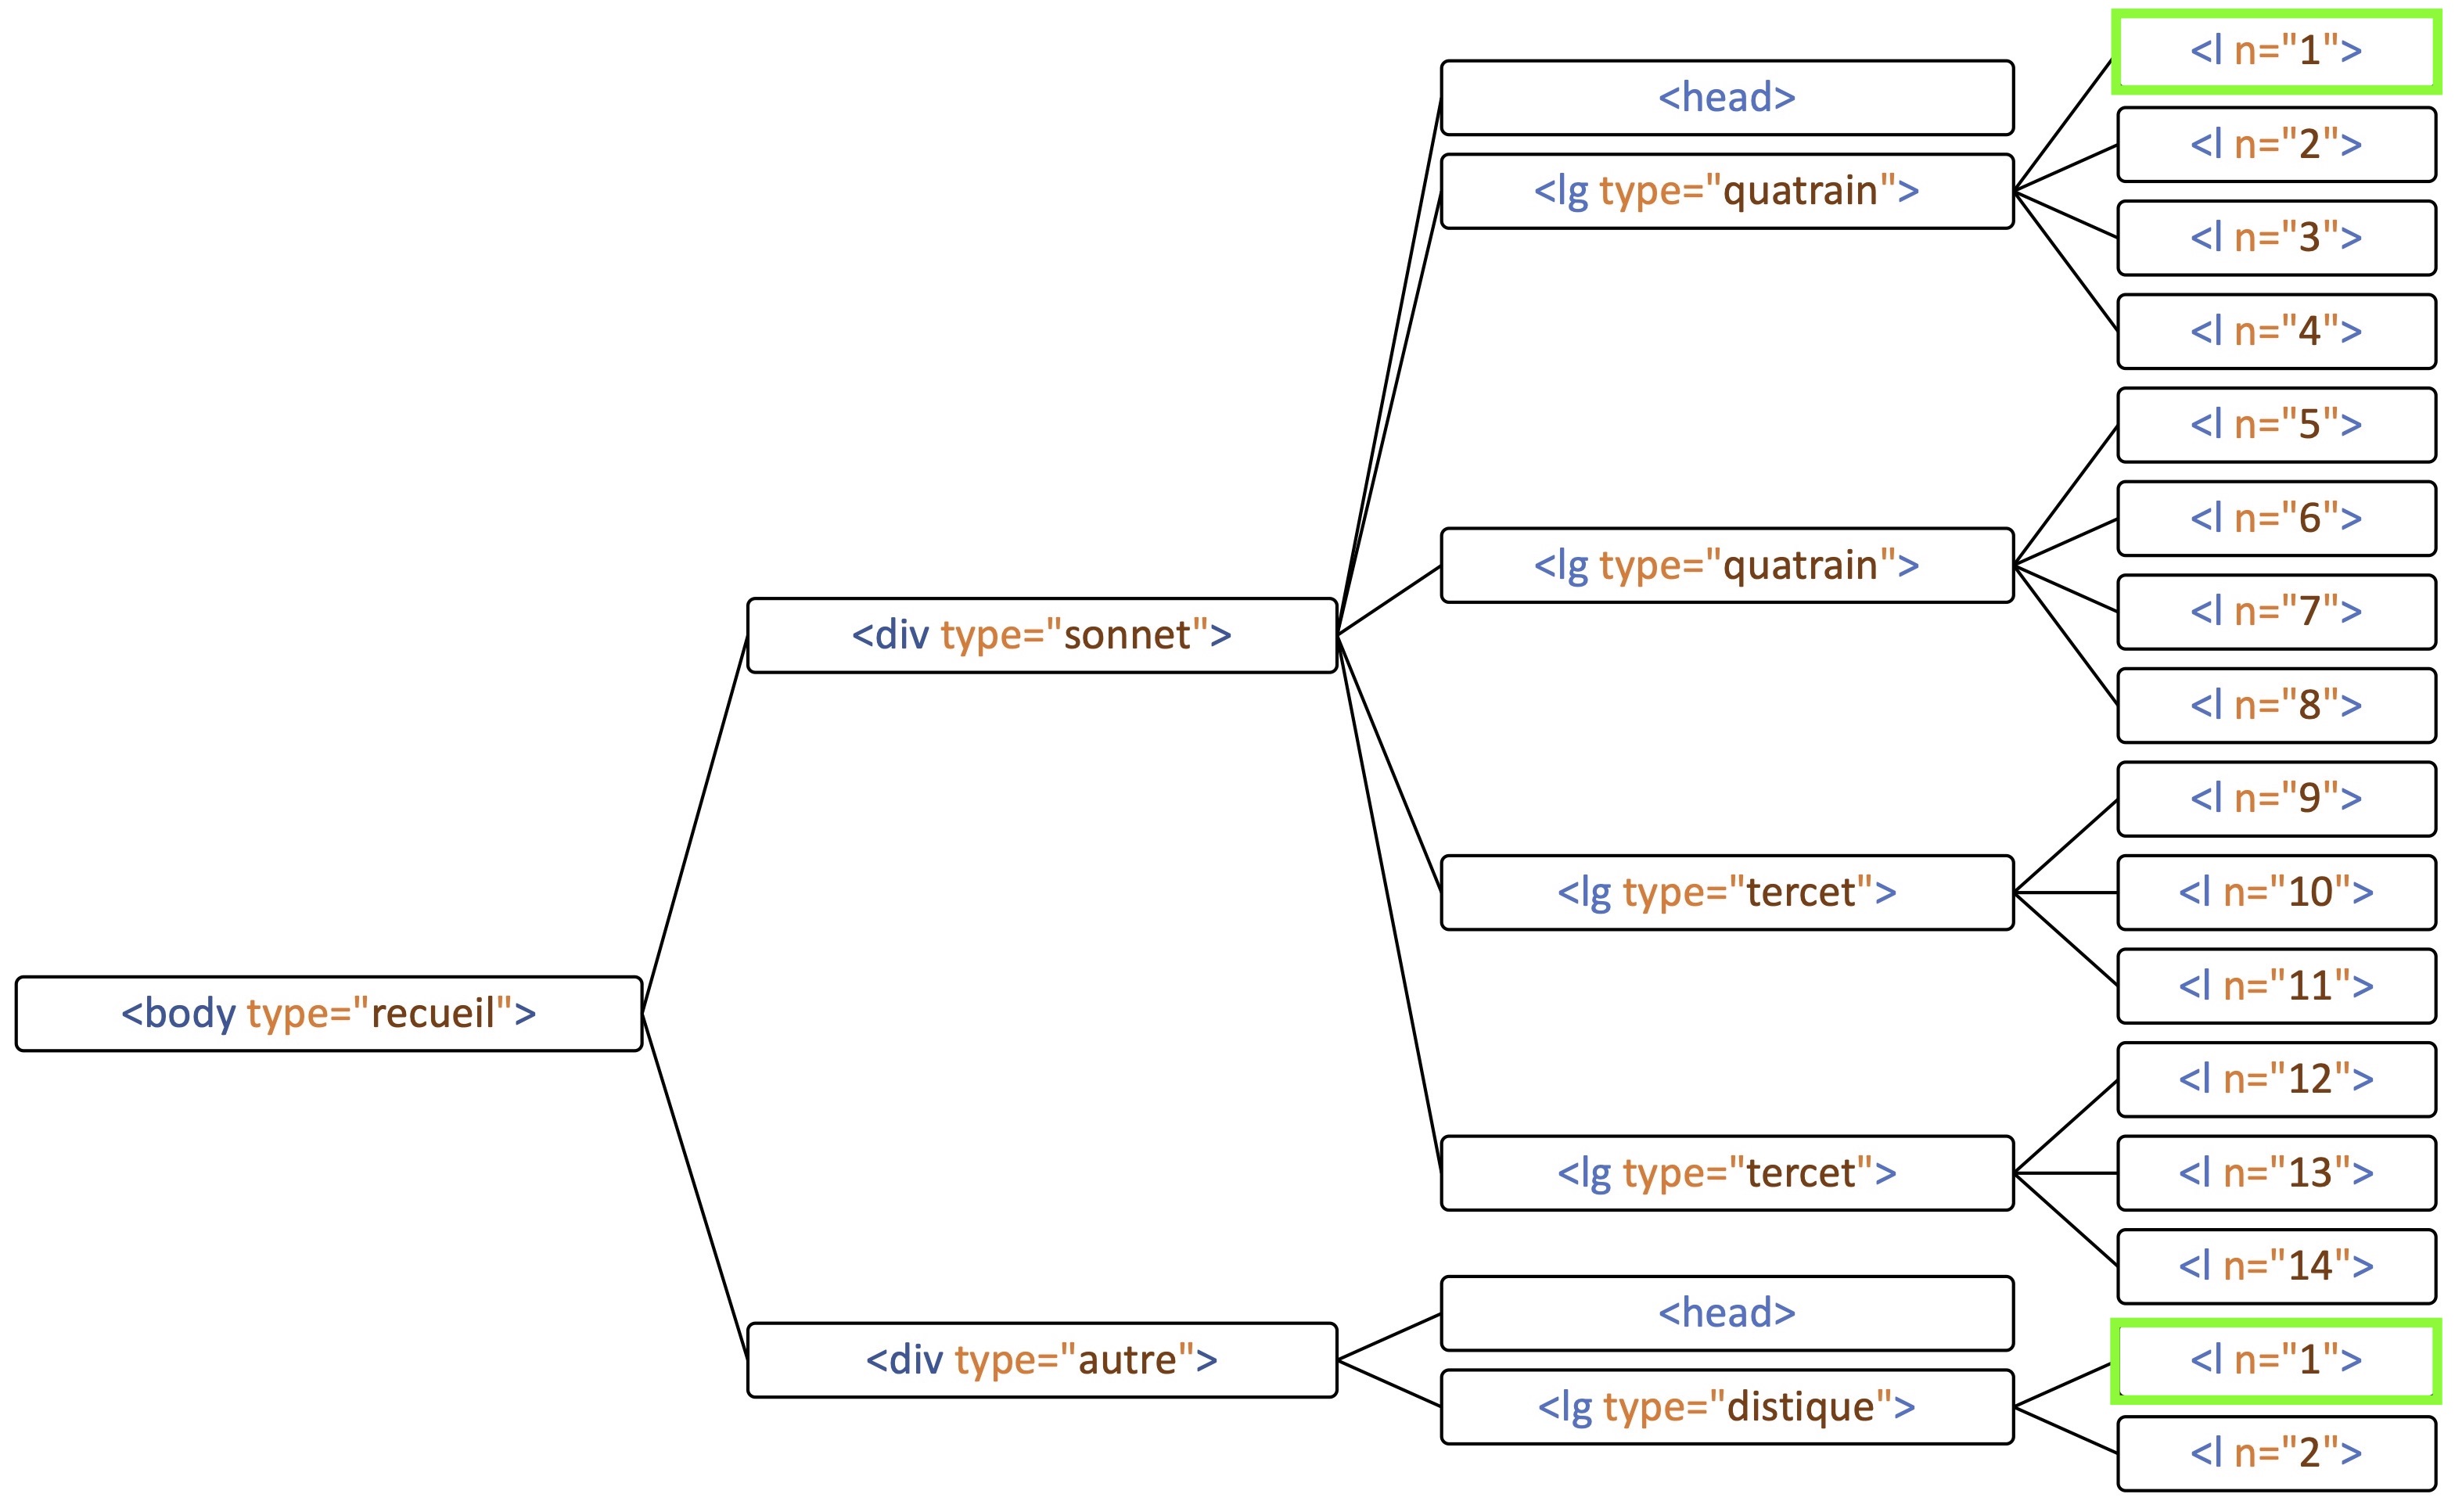 <body type="recueil">
<div type="sonnet">
<head>
<lg type="quatrain">
<l n="1">
<l n="2">
<l n="3">
<l n="4">
<lg type="quatrain">
<l n="5">
<l n="6">
<l n="7">
<l n="8">
<lg type="tercet">
<l n="9">
<l n="10">
<l n="11">
<lg type="tercet">
<l n="12">
<l n="13">
<l n="14">
<div type="autre">
<head>
<lg type="distique">
<l n="1">
<l n="2">